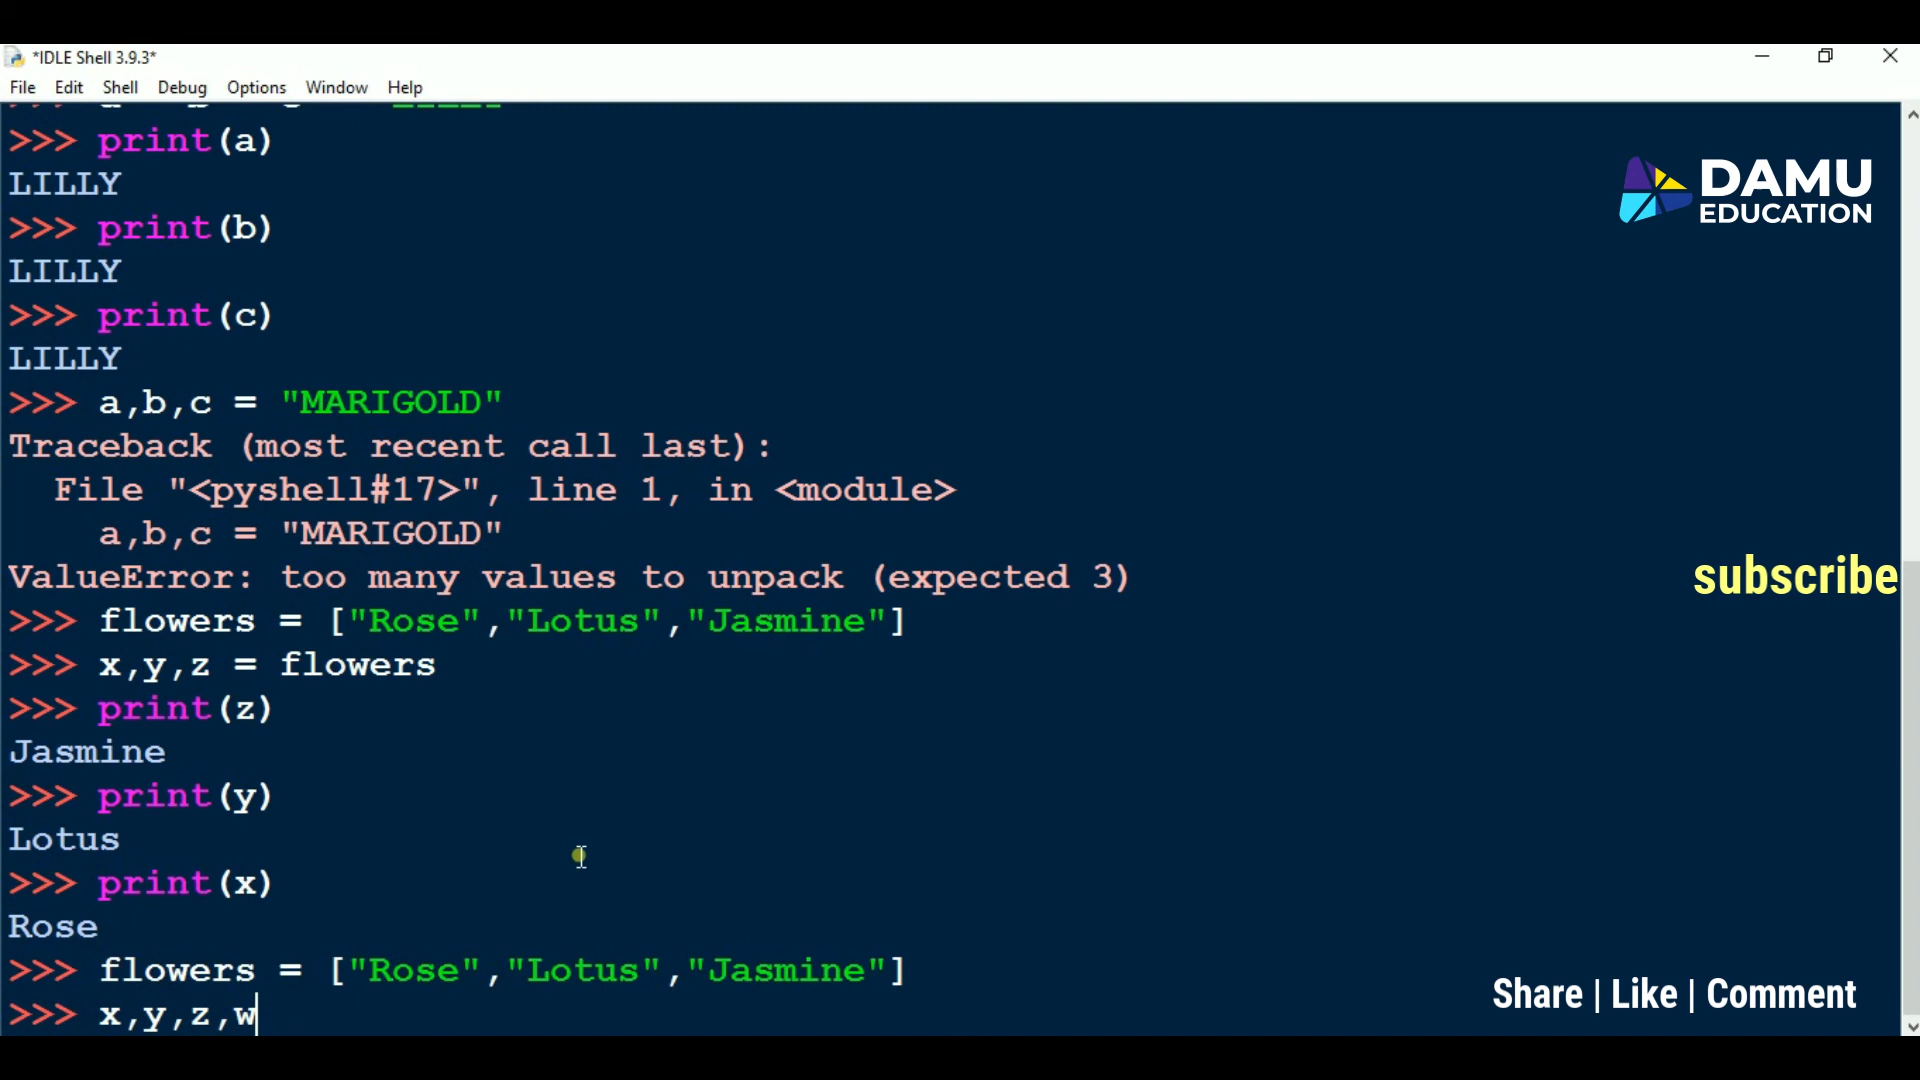 *IDLE Shell 3.9.3*
File Edit Shell Debug Options Window Help
>>> print(a)
LILLY
>>> print(b)
LILLY
>>> print(c)
LILLY
>>> a,b,c = "MARIGOLD"
Traceback (most recent call last):
  File "<pyshell#17>", line 1, in <module>
    a,b,c = "MARIGOLD"
ValueError: too many values to unpack (expected 3)
>>> flowers = ["Rose","Lotus","Jasmine"]
>>> x,y,z = flowers
>>> print(z)
Jasmine
>>> print(y)
Lotus
>>> print(x)
Rose
>>> flowers = ["Rose","Lotus","Jasmine"]
>>> x,y,z,w
DAMU
EDUCATION
subscribe
Share | Like | Comment